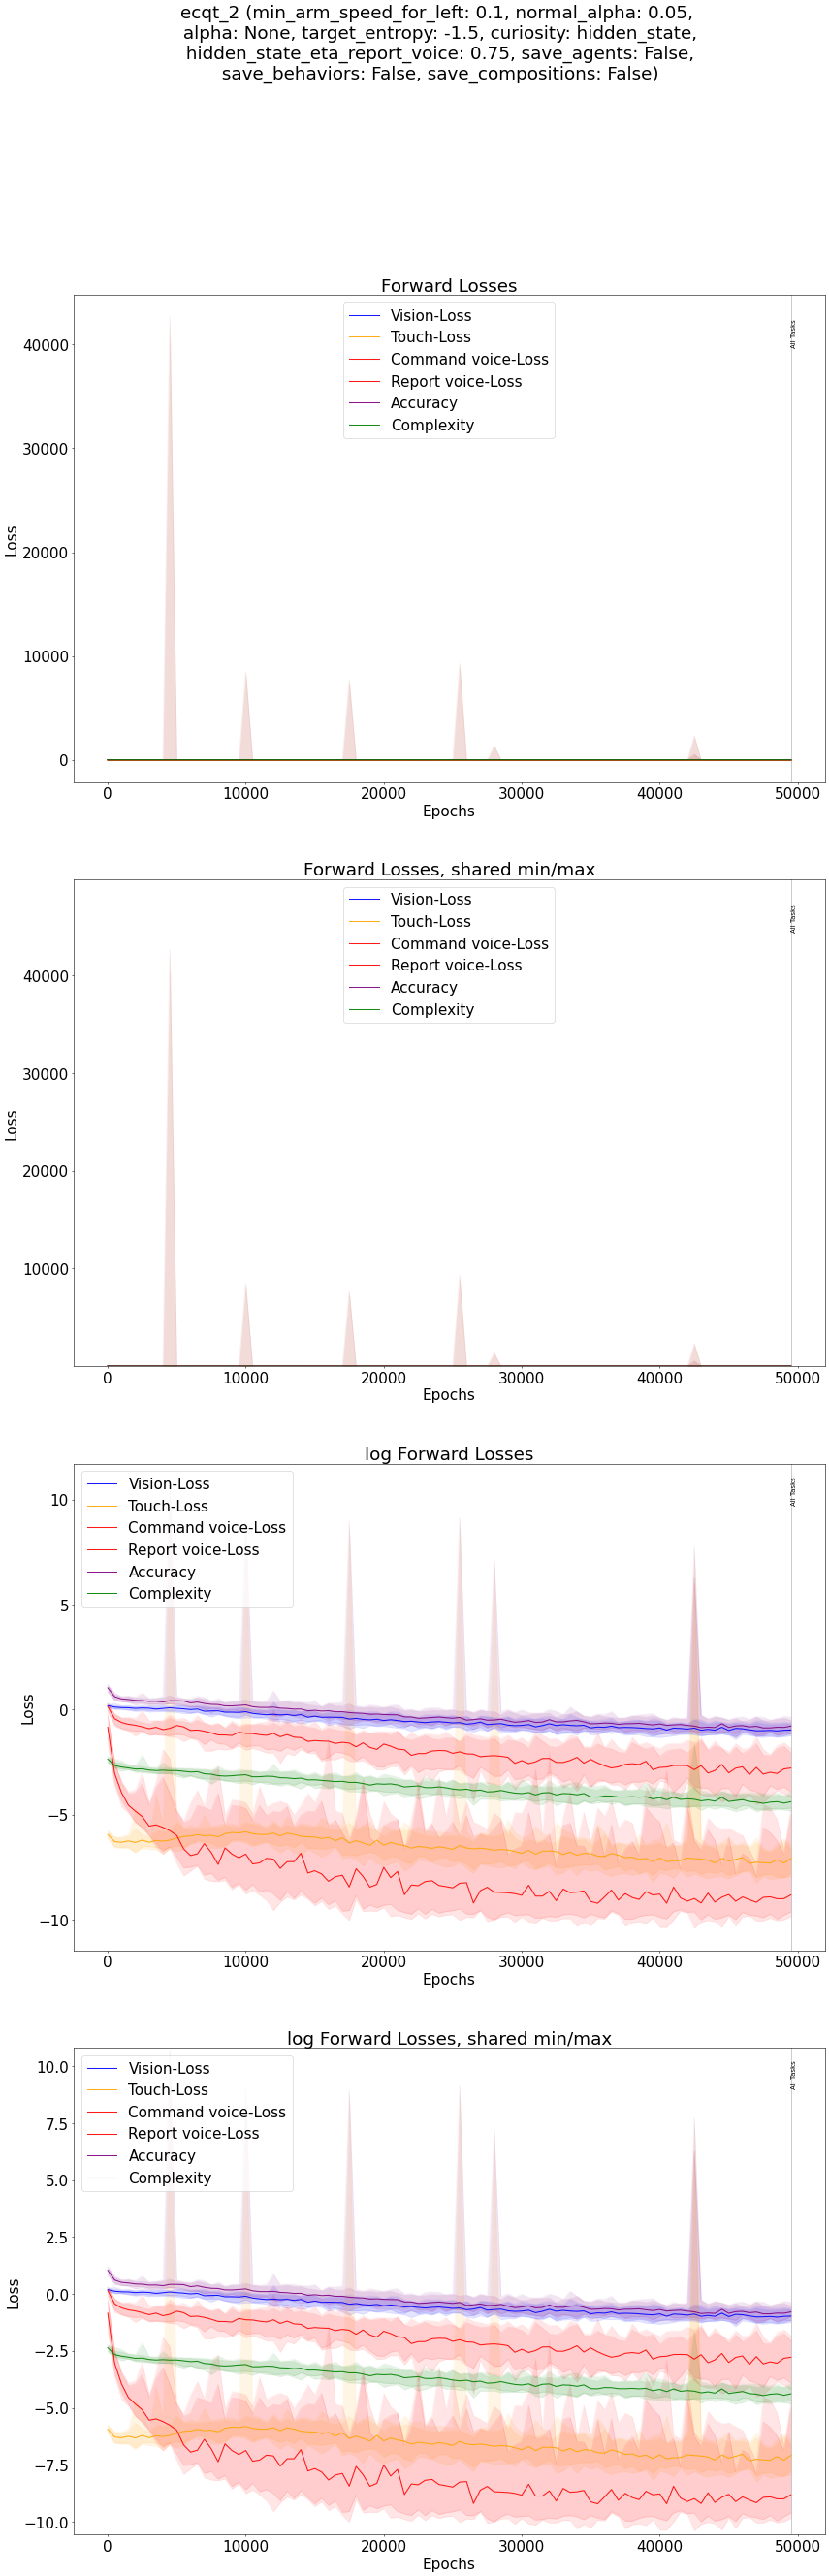 ecqt_2 (min_arm_speed_for_left: 0.1, normal_alpha: 0.05,
alpha: None, target_entropy: -1.5, curiosity: hidden_state,
hidden_state_eta_report_voice: 0.75, save_agents: False,
save_behaviors: False, save_compositions: False)
Forward Losses
Vision-Loss
Touch-Loss
Command voice-Loss
Report voice-Loss
Accuracy
Complexity
All Tasks
40000
30000
20000
10000
0
Loss
0 10000 20000 30000 40000 50000
Epochs
Forward Losses, shared min/max
Vision-Loss
Touch-Loss
Command voice-Loss
Report voice-Loss
Accuracy
Complexity
All Tasks
40000
30000
20000
10000
Loss
0 10000 20000 30000 40000 50000
Epochs
log Forward Losses
Vision-Loss
Touch-Loss
Command voice-Loss
Report voice-Loss
Accuracy
Complexity
All Tasks
10
5
0
−5
−10
Loss
0 10000 20000 30000 40000 50000
Epochs
log Forward Losses, shared min/max
Vision-Loss
Touch-Loss
Command voice-Loss
Report voice-Loss
Accuracy
Complexity
All Tasks
10.0
7.5
5.0
2.5
0.0
−2.5
−5.0
−7.5
−10.0
Loss
0 10000 20000 30000 40000 50000
Epochs